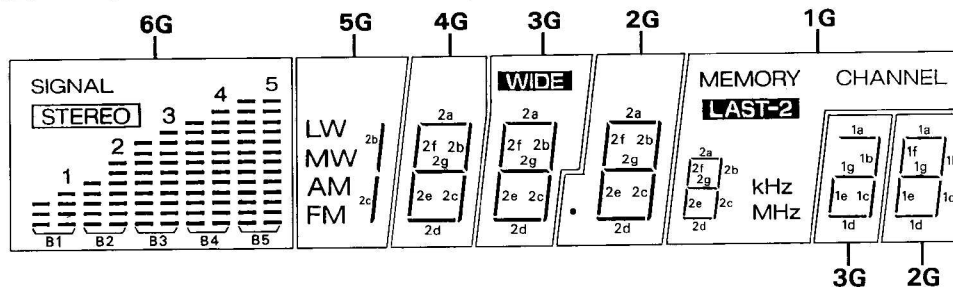 6G 5G 4G 3G 2G 1G
SIGNAL WIDE MEMORY CHANNEL
STEREO LAST-2
1 2 3 4 5
LW
MW
AM
FM
2b
2c
2a
2f 2b
2g
2e 2c
2d
2a
2f 2b
2g
2e 2c
2d
2a
2f 2b
2g
2e 2c
2d
2a
2f 2b
2g
2e 2c
2d
kHz
MHz
1a
1b
1g
1e 1c
1d
1a
1f
1g
1e
1d
B1 B2 B3 B4 B5
3G 2G